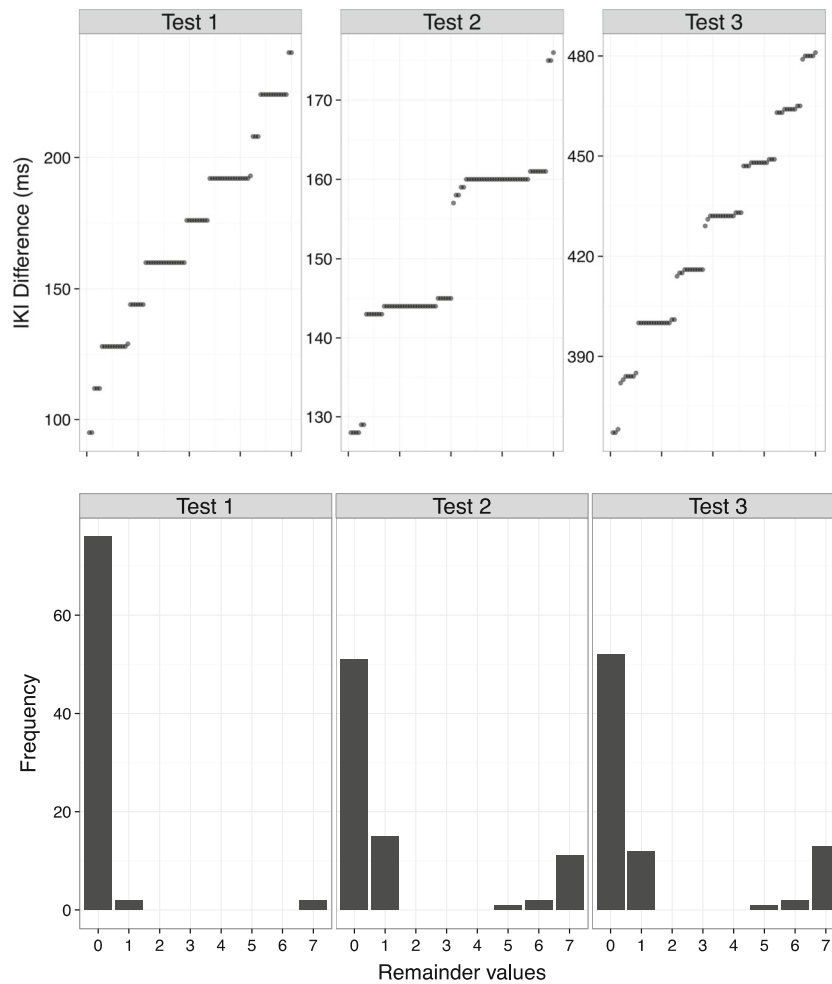 Test 1 Test 2 Test 3
IKI Difference (ms)
200
150
100
170
160
150
140
130
480
450
420
390
Test 1 Test 2 Test 3
Frequency
60
40
20
0
0 1 2 3 4 5 6 7 0 1 2 3 4 5 6 7 0 1 2 3 4 5 6 7
Remainder values